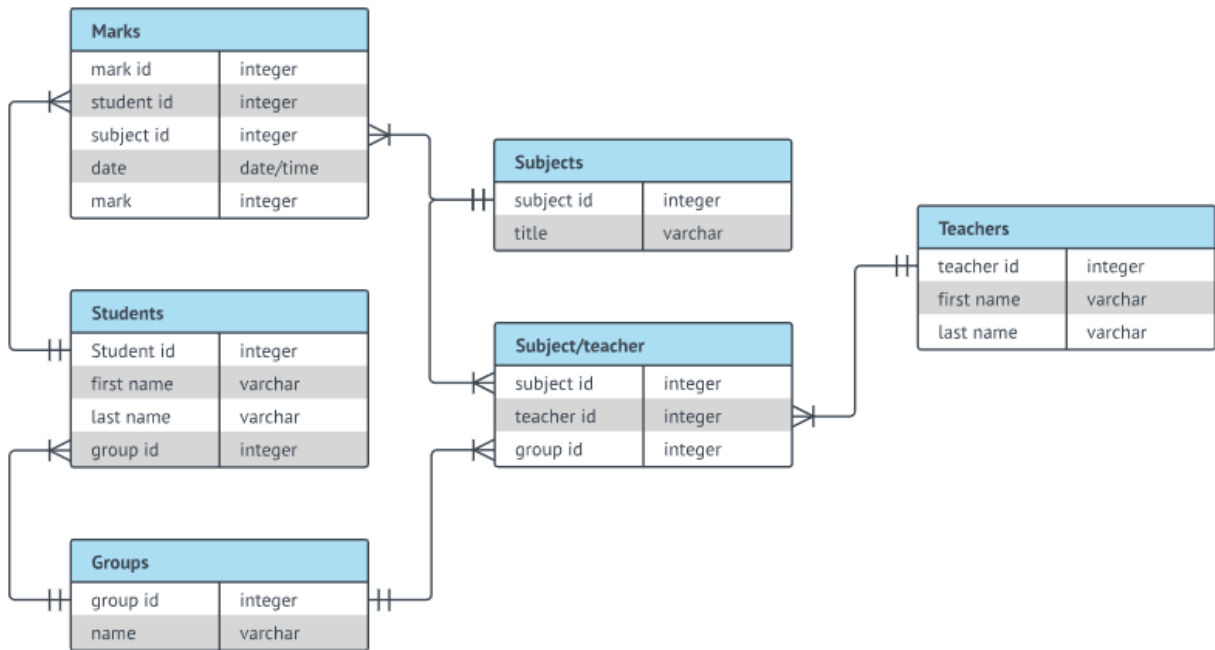 Marks
mark id integer
student id integer
subject id integer
date date/time
mark integer
Subjects
subject id integer
title varchar
Teachers
teacher id integer
first name varchar
last name varchar
Students
Student id integer
first name varchar
last name varchar
group id integer
Subject/teacher
subject id integer
teacher id integer
group id integer
Groups
group id integer
name varchar